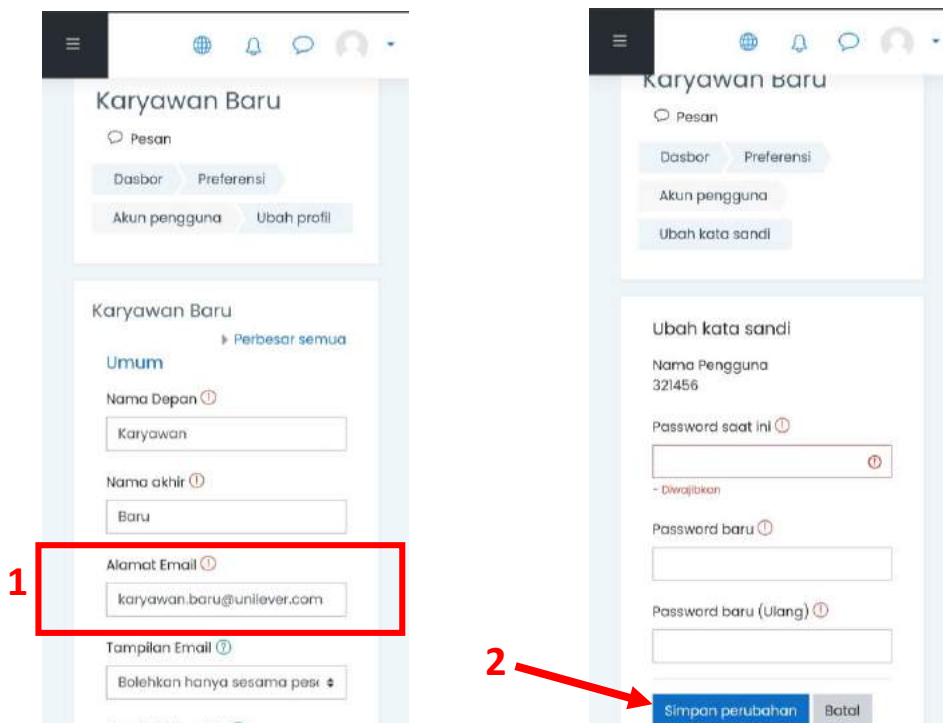 Karyawan Baru
Pesan
Dasbor Preferensi
Akun pengguna Ubah profil
Karyawan Baru
Perbesar semua
Umum
Nama Depan
Karyawan
Nama akhir
Baru
1
Alamat Email
karyawan.baru@unilever.com
Tampilan Email
Bolehkan hanya sesama pese
Karyawan Baru
Pesan
Dasbor Preferensi
Akun pengguna
Ubah kata sandi
Ubah kata sandi
Nama Pengguna
321456
Password saat ini
- Diwajibkan
Password baru
Password baru (Ulang)
2
Simpan perubahan Batal